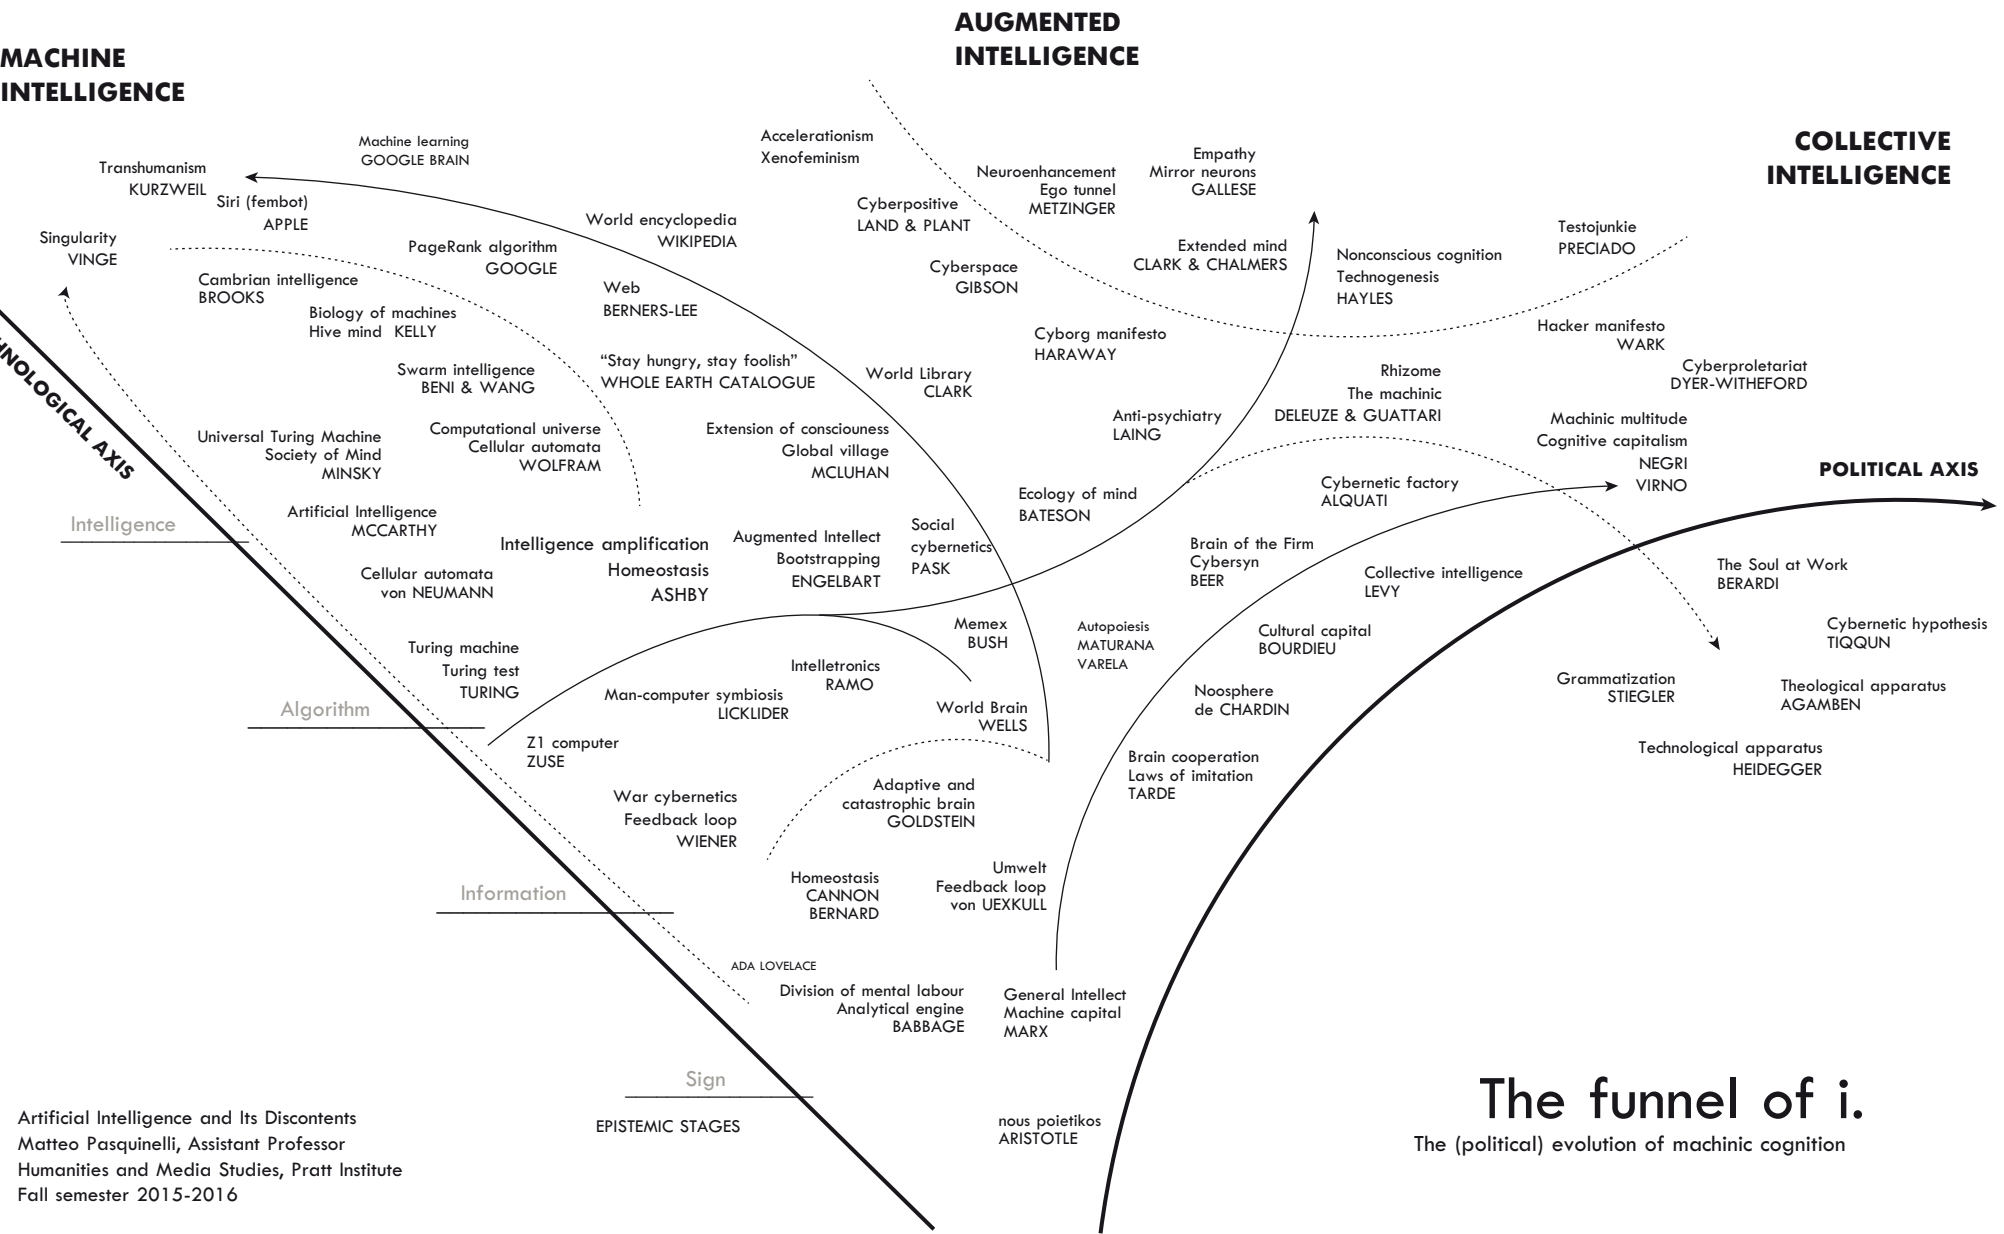 AUGMENTED
INTELLIGENCE
MACHINE
INTELLIGENCE
COLLECTIVE
INTELLIGENCE
Machine learning
GOOGLE BRAIN
Transhumanism
KURZWEIL
Siri (fembot)
APPLE
Singularity
VINGE
PageRank algorithm
GOOGLE
World encyclopedia
WIKIPEDIA
Accelerationism
Xenofeminism
Cyberpositive
LAND & PLANT
Neuroenhancement
Ego tunnel
METZINGER
Empathy
Mirror neurons
GALLESE
Extended mind
CLARK & CHALMERS
Nonconscious cognition
Technogenesis
HAYLES
Testojunkie
PRECIADO
Cambrian intelligence
BROOKS
Biology of machines
Hive mind KELLY
Web
BERNERS-LEE
Cyberspace
GIBSON
Cyborg manifesto
HARAWAY
Hacker manifesto
WARK
Swarm intelligence
BENI & WANG
“Stay hungry, stay foolish”
WHOLE EARTH CATALOGUE
World Library
CLARK
Rhizome
The machinic
DELEUZE & GUATTARI
Cyberproletariat
DYER-WITHEFORD
HNOLOGICAL AXIS
Universal Turing Machine
Society of Mind
MINSKY
Computational universe
Cellular automata
WOLFRAM
Extension of consciouness
Global village
MCLUHAN
Anti-psychiatry
LAING
Machinic multitude
Cognitive capitalism
NEGRI
VIRNO
POLITICAL AXIS
Intelligence
Artificial Intelligence
MCCARTHY
Intelligence amplification
Homeostasis
ASHBY
Augmented Intellect
Bootstrapping
ENGELBART
Social
cybernetics
PASK
Ecology of mind
BATESON
Cybernetic factory
ALQUATI
Brain of the Firm
Cybersyn
BEER
Collective intelligence
LEVY
The Soul at Work
BERARDI
Cellular automata
von NEUMANN
Memex
BUSH
Autopoiesis
MATURANA
VARELA
Cultural capital
BOURDIEU
Cybernetic hypothesis
TIQQUN
Turing machine
Turing test
TURING
Intelletronics
RAMO
Man-computer symbiosis
LICKLIDER
World Brain
WELLS
Noosphere
de CHARDIN
Grammatization
STIEGLER
Theological apparatus
AGAMBEN
Algorithm
Z1 computer
ZUSE
Brain cooperation
Laws of imitation
TARDE
Technological apparatus
HEIDEGGER
War cybernetics
Feedback loop
WIENER
Adaptive and
catastrophic brain
GOLDSTEIN
Information
Homeostasis
CANNON
BERNARD
Umwelt
Feedback loop
von UEXKULL
ADA LOVELACE
Division of mental labour
Analytical engine
BABBAGE
General Intellect
Machine capital
MARX
Sign
EPISTEMIC STAGES
nous poietikos
ARISTOTLE
Artificial Intelligence and Its Discontents
Matteo Pasquinelli, Assistant Professor
Humanities and Media Studies, Pratt Institute
Fall semester 2015-2016
The funnel of i.
The (political) evolution of machinic cognition